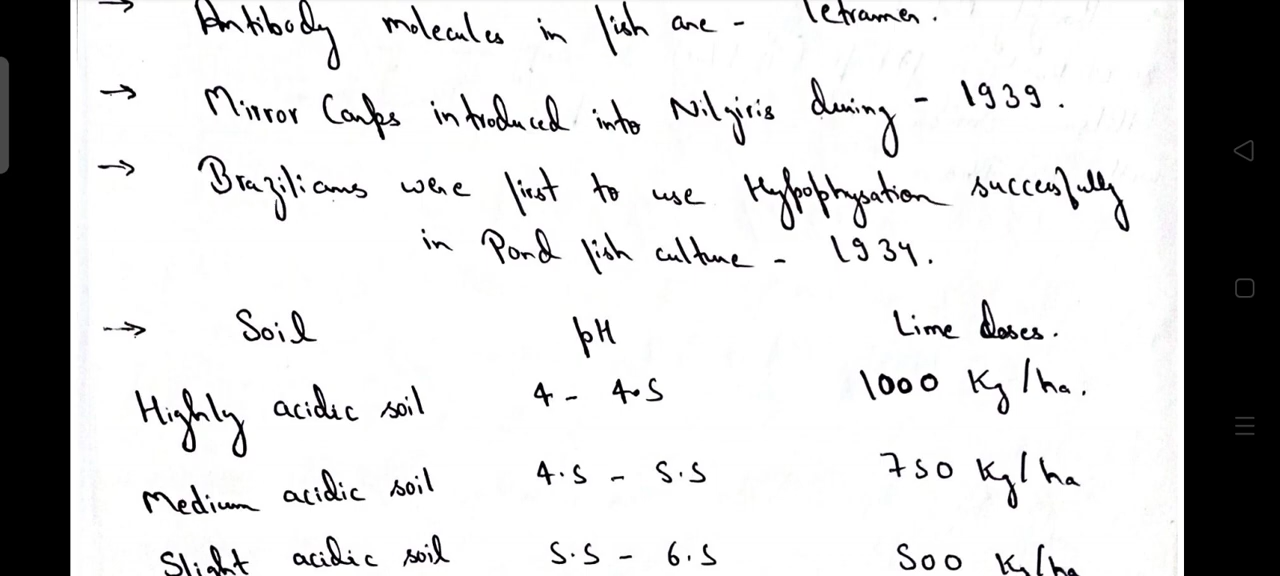 → Antibody molecules in fish are - Tetramer.
→ Mirror Carps introduced into Nilgiris during - 1939.
→ Brazilians were first to use Hypophysation successfully
in Pond fish culture - 1934.
→ Soil pH Lime doses.
Highly acidic soil 4 - 4.5 1000 Kg/ha.
Medium acidic soil 4.5 - 5.5 750 Kg/ha
Slight acidic soil 5.5 - 6.5 500 Kg/ha